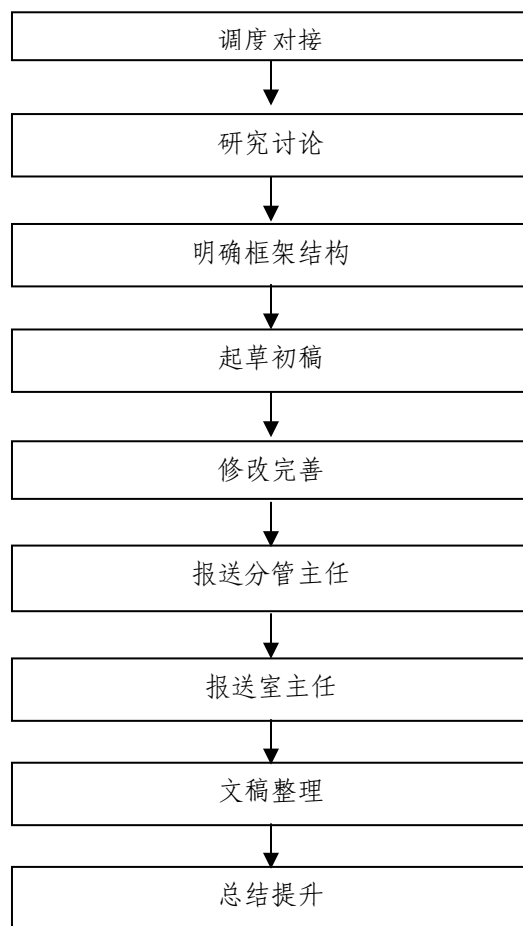 调度对接
研究讨论
明确框架结构
起草初稿
修改完善
报送分管主任
报送室主任
文稿整理
总结提升